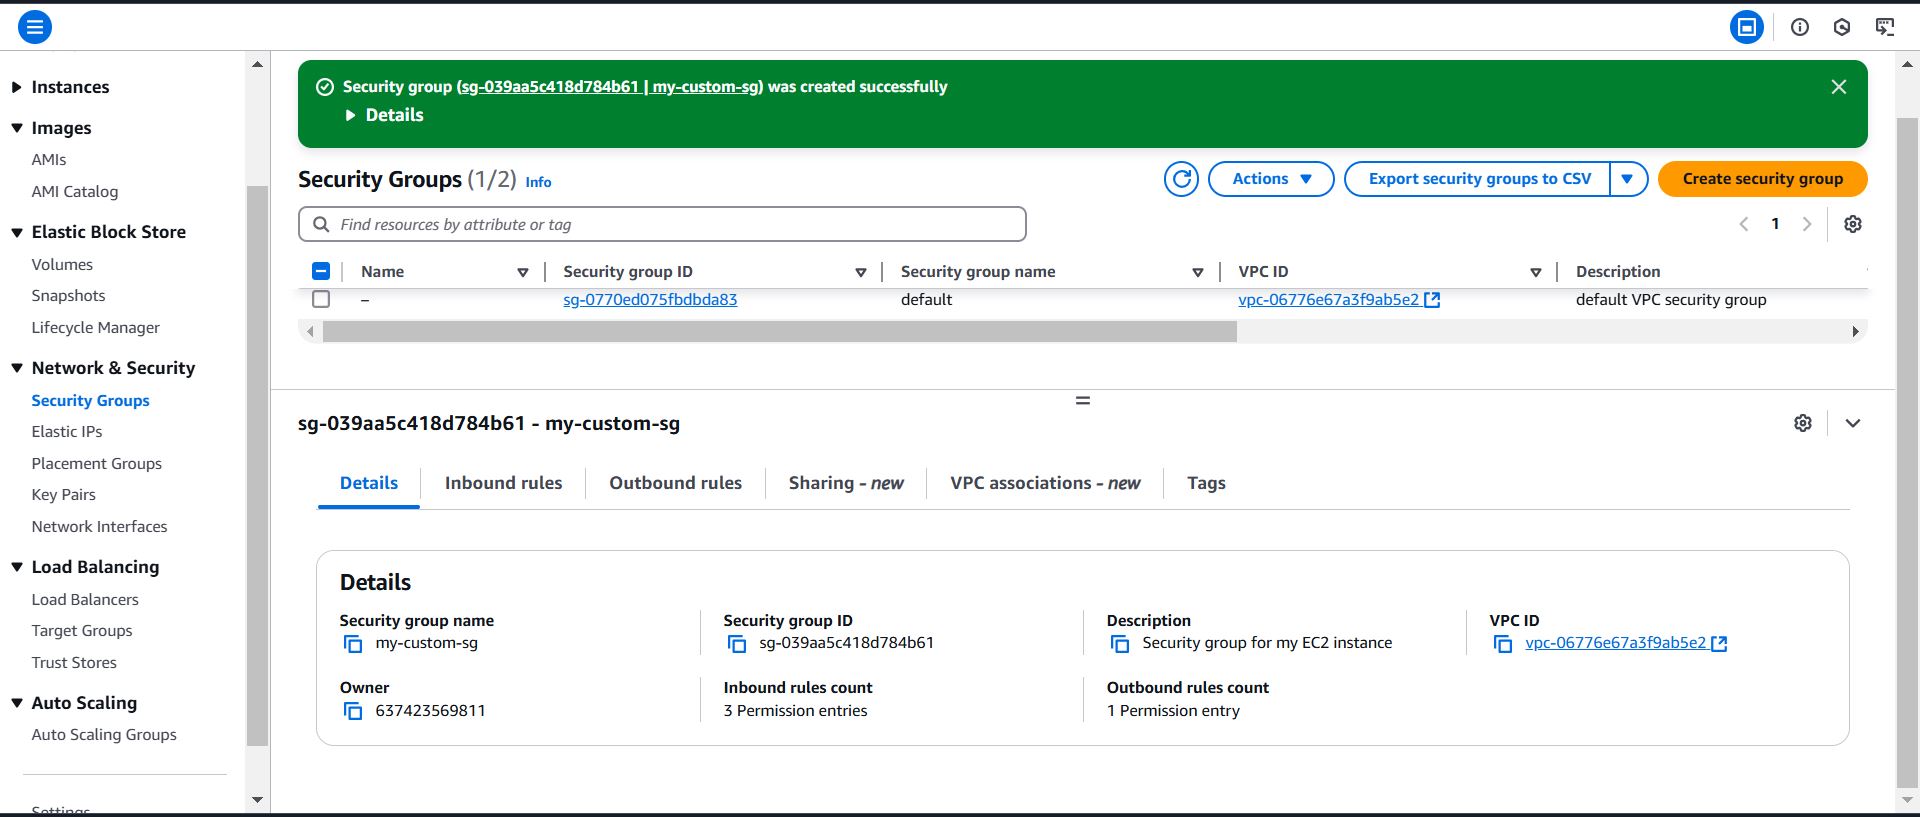 Instances
Images
AMIs
AMI Catalog
Elastic Block Store
Volumes
Snapshots
Lifecycle Manager
Network & Security
Security Groups
Elastic IPs
Placement Groups
Key Pairs
Network Interfaces
Load Balancing
Load Balancers
Target Groups
Trust Stores
Auto Scaling
Auto Scaling Groups
Settings
Security group (sg-039aa5c418d784b61 | my-custom-sg) was created successfully
Details
Security Groups (1/2) Info
Actions
Export security groups to CSV
Create security group
Find resources by attribute or tag
1
Name Security group ID Security group name VPC ID Description
– sg-0770ed075fbdbda83 default vpc-06776e67a3f9ab5e2 default VPC security group
sg-039aa5c418d784b61 - my-custom-sg
Details Inbound rules Outbound rules Sharing - new VPC associations - new Tags
Details
Security group name Security group ID Description VPC ID
my-custom-sg sg-039aa5c418d784b61 Security group for my EC2 instance vpc-06776e67a3f9ab5e2
Owner Inbound rules count Outbound rules count
637423569811 3 Permission entries 1 Permission entry